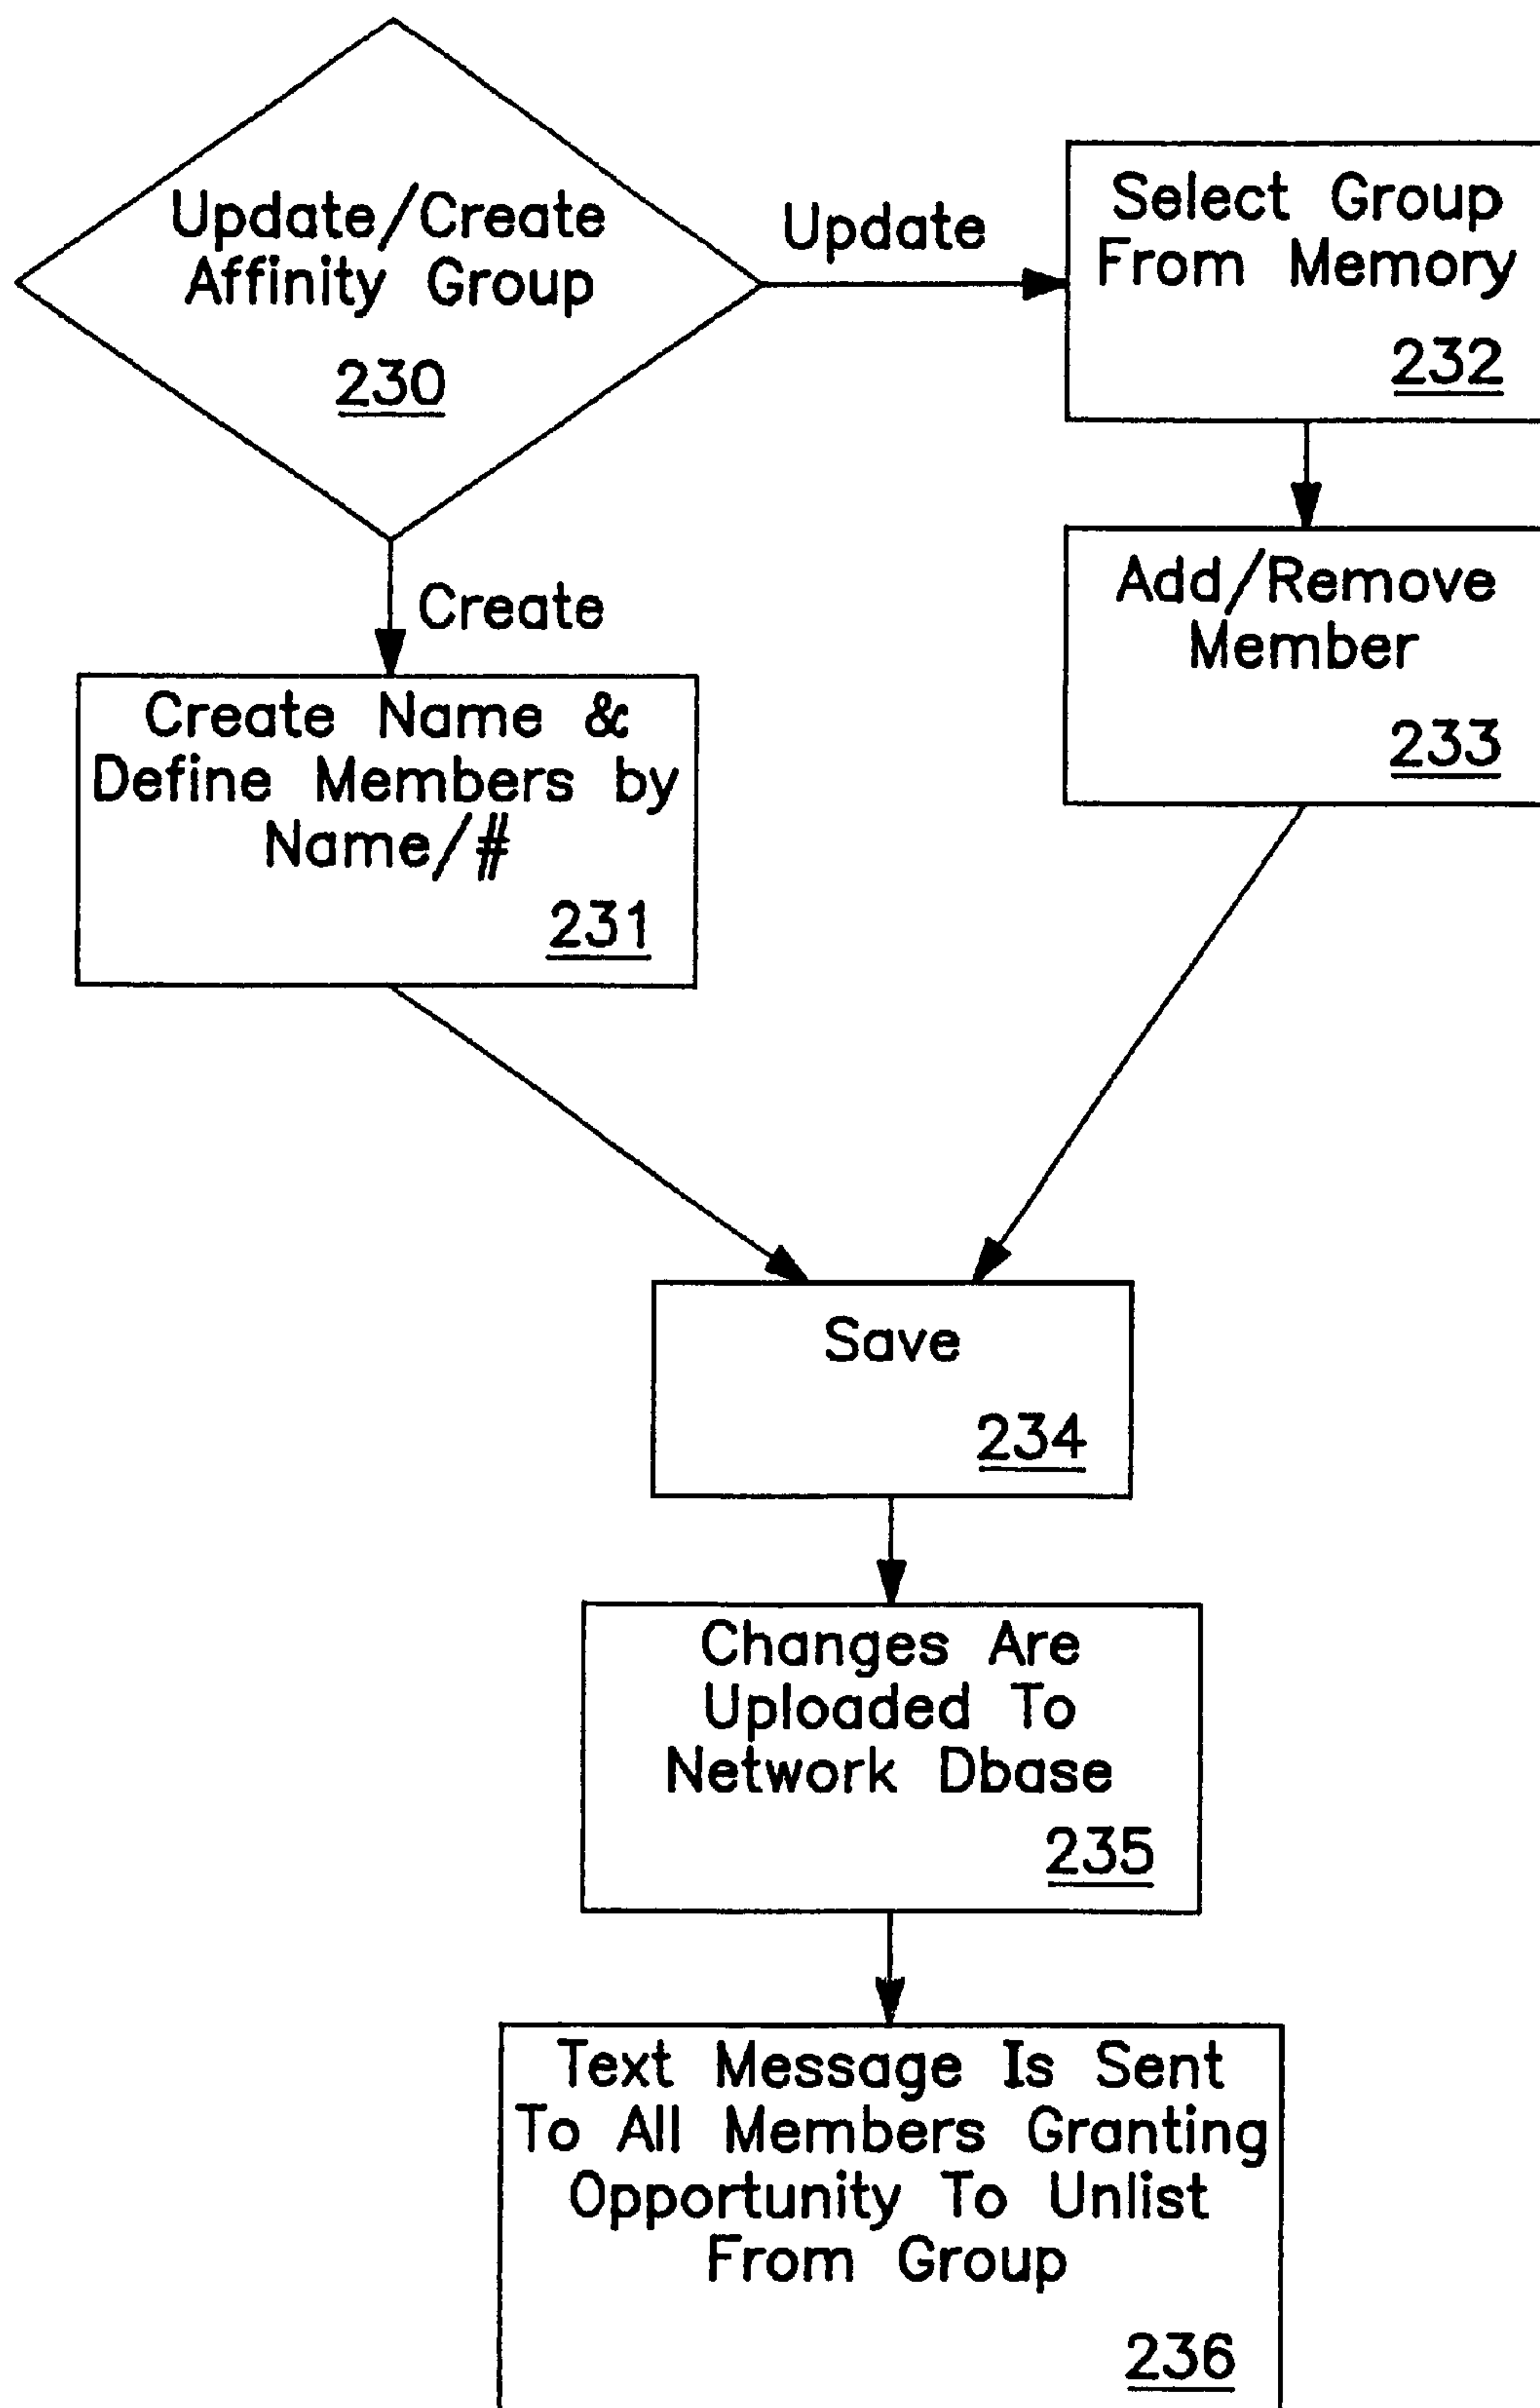 Update/Create
Affinity Group
230
Update
Select Group
From Memory
232
Create
Add/Remove
Member
233
Create Name &
Define Members by
Name/#
231
Save
234
Changes Are
Uploaded To
Network Dbase
235
Text Message Is Sent
To All Members Granting
Opportunity To Unlist
From Group
236